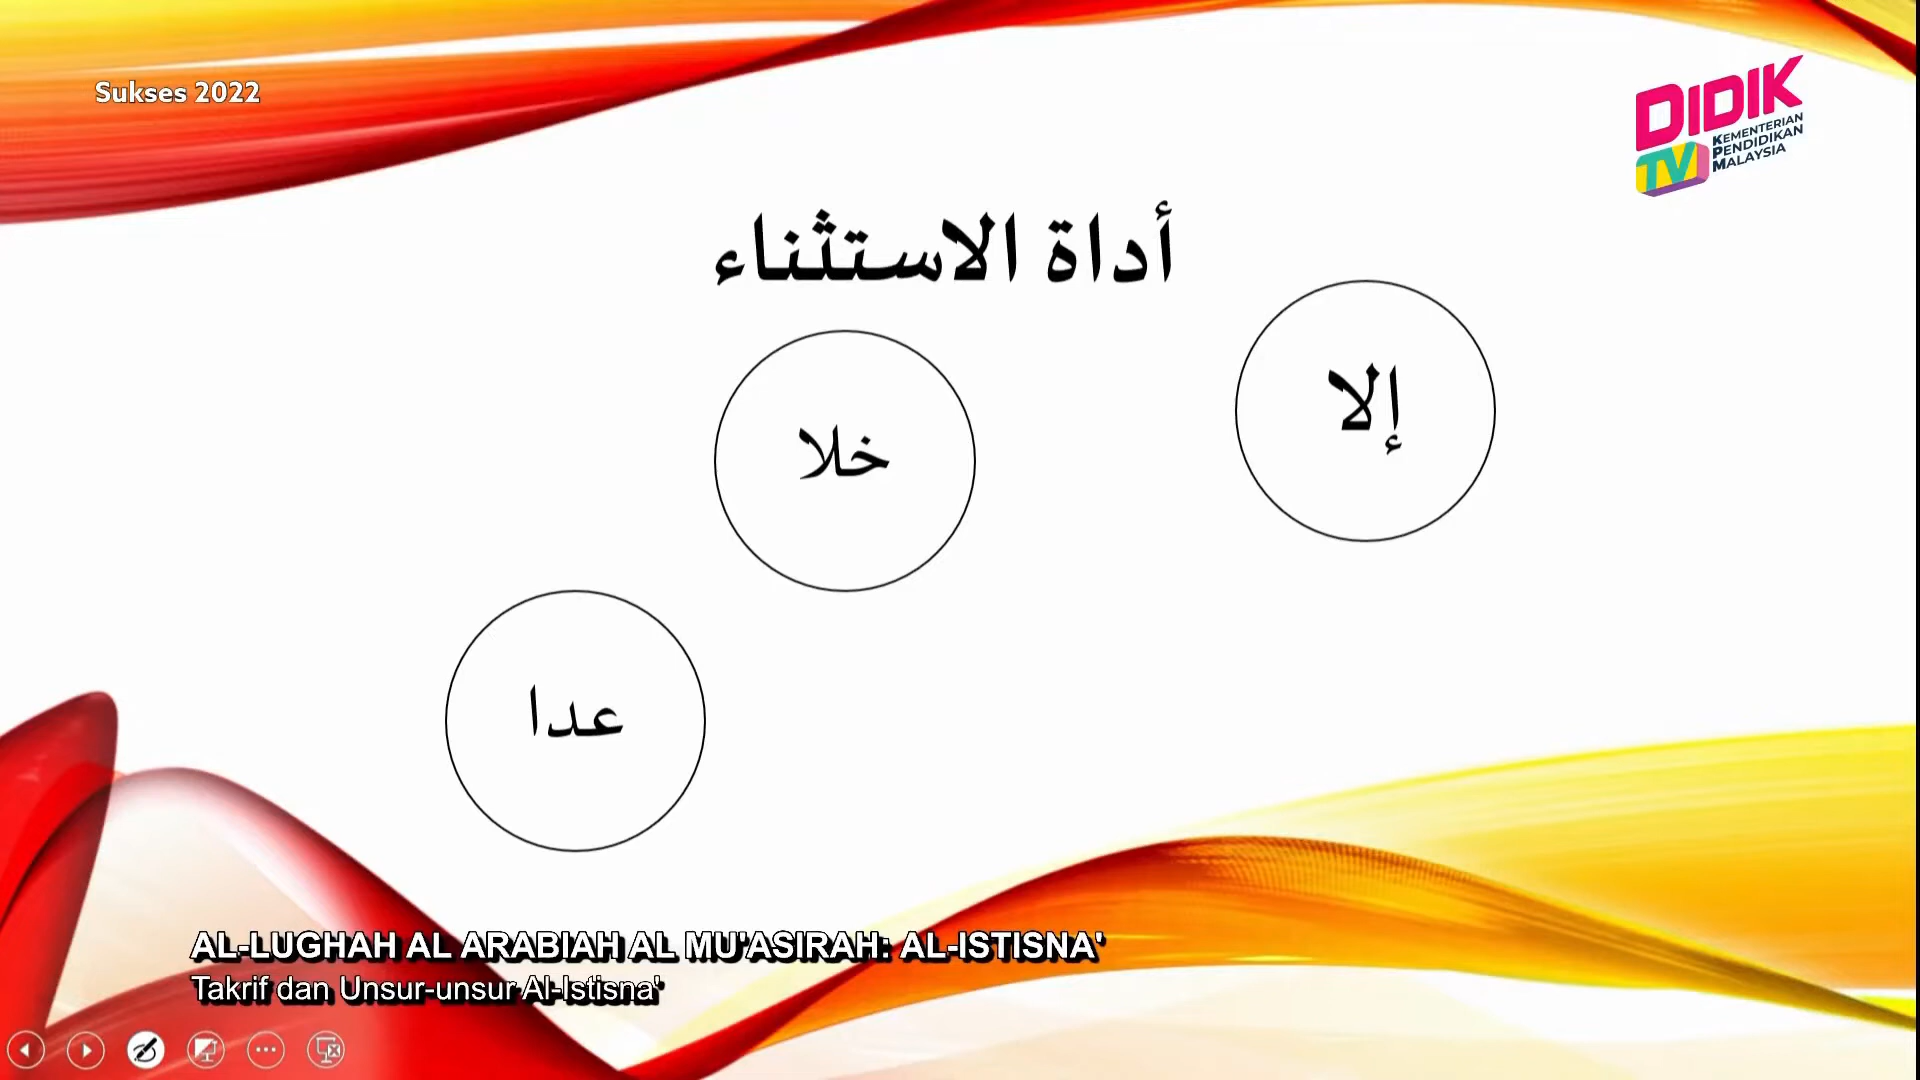 Sukses 2022
DIDIK
TV
KEMENTERIAN
PENDIDIKAN
MALAYSIA
أداة الاستثناء
إلا
خلا
عدا
AL-LUGHAH AL ARABIAH AL MU'ASIRAH: AL-ISTISNA'
Takrif dan Unsur-unsur Al-Istisna'